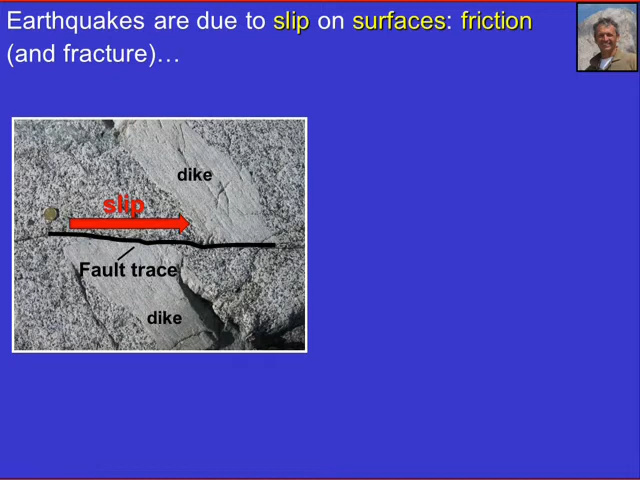 Earthquakes are due to slip on surfaces: friction
(and fracture)…
dike
slip
Fault trace
dike